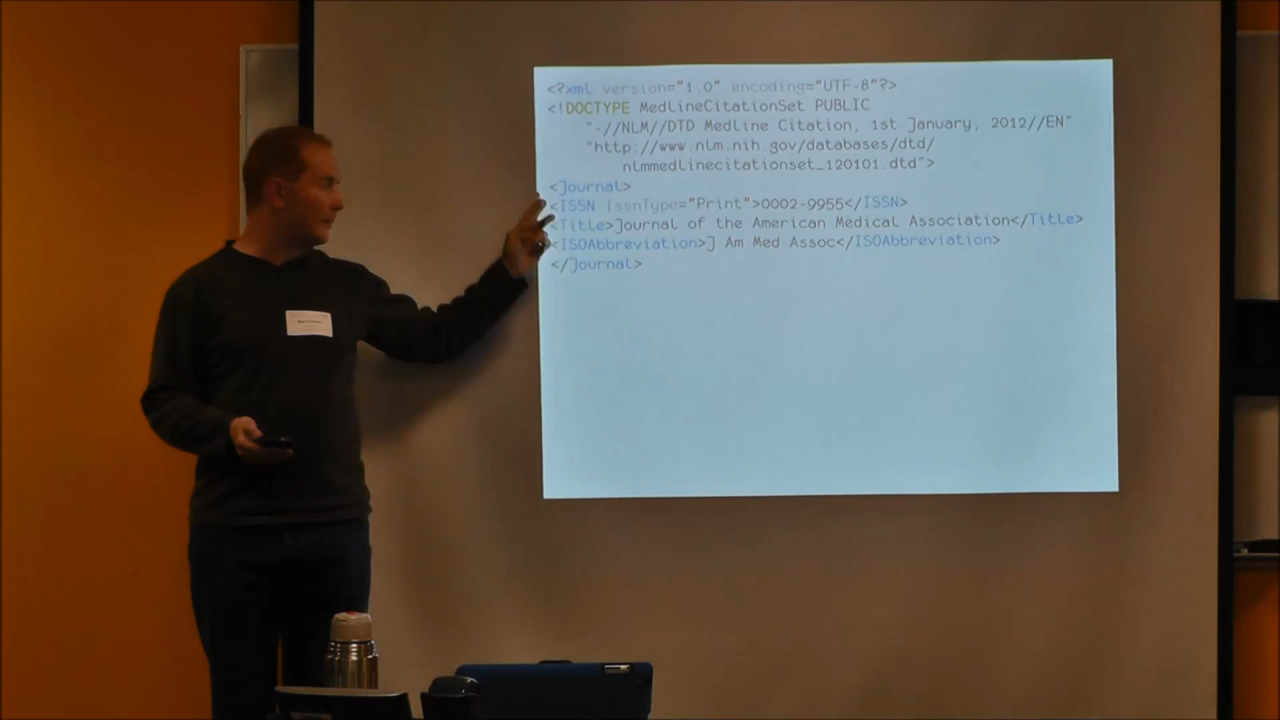 <?xml version="1.0" encoding="UTF-8"?>
<!DOCTYPE MedlineCitationSet PUBLIC
"-//NLM//DTD Medline Citation, 1st January, 2012//EN"
"http://www.nlm.nih.gov/databases/dtd/
nlmmedlinecitationset_120101.dtd">
<Journal>
<ISSN IssnType="Print">0002-9955</ISSN>
<Title>Journal of the American Medical Association</Title>
<ISOAbbreviation>J Am Med Assoc</ISOAbbreviation>
</Journal>